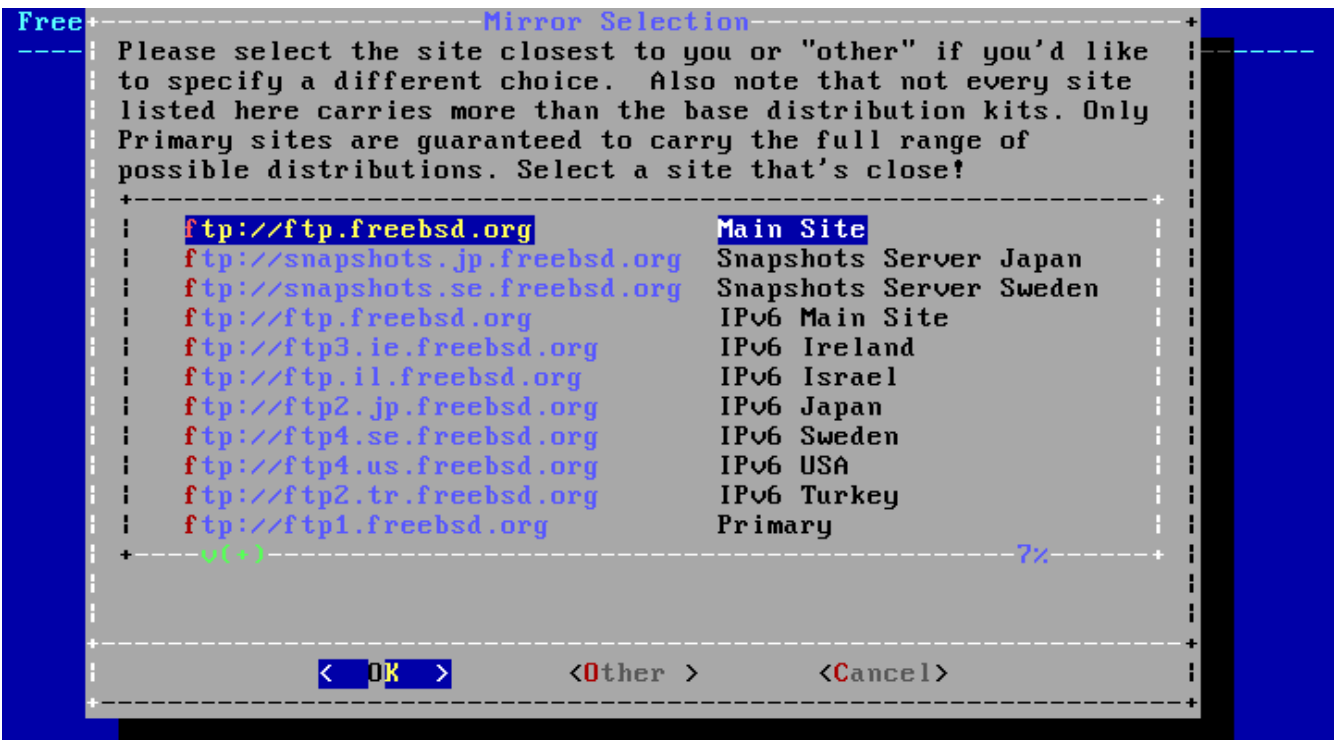 Free
Mirror Selection
Please select the site closest to you or "other" if you'd like
to specify a different choice.  Also note that not every site
listed here carries more than the base distribution kits. Only
Primary sites are guaranteed to carry the full range of
possible distributions. Select a site that's close!
ftp://ftp.freebsd.org Main Site
ftp://snapshots.jp.freebsd.org Snapshots Server Japan
ftp://snapshots.se.freebsd.org Snapshots Server Sweden
ftp://ftp.freebsd.org IPv6 Main Site
ftp://ftp3.ie.freebsd.org IPv6 Ireland
ftp://ftp.il.freebsd.org IPv6 Israel
ftp://ftp2.jp.freebsd.org IPv6 Japan
ftp://ftp4.se.freebsd.org IPv6 Sweden
ftp://ftp4.us.freebsd.org IPv6 USA
ftp://ftp2.tr.freebsd.org IPv6 Turkey
ftp://ftp1.freebsd.org Primary
v(+) 7%
< OK > <Other > <Cancel>